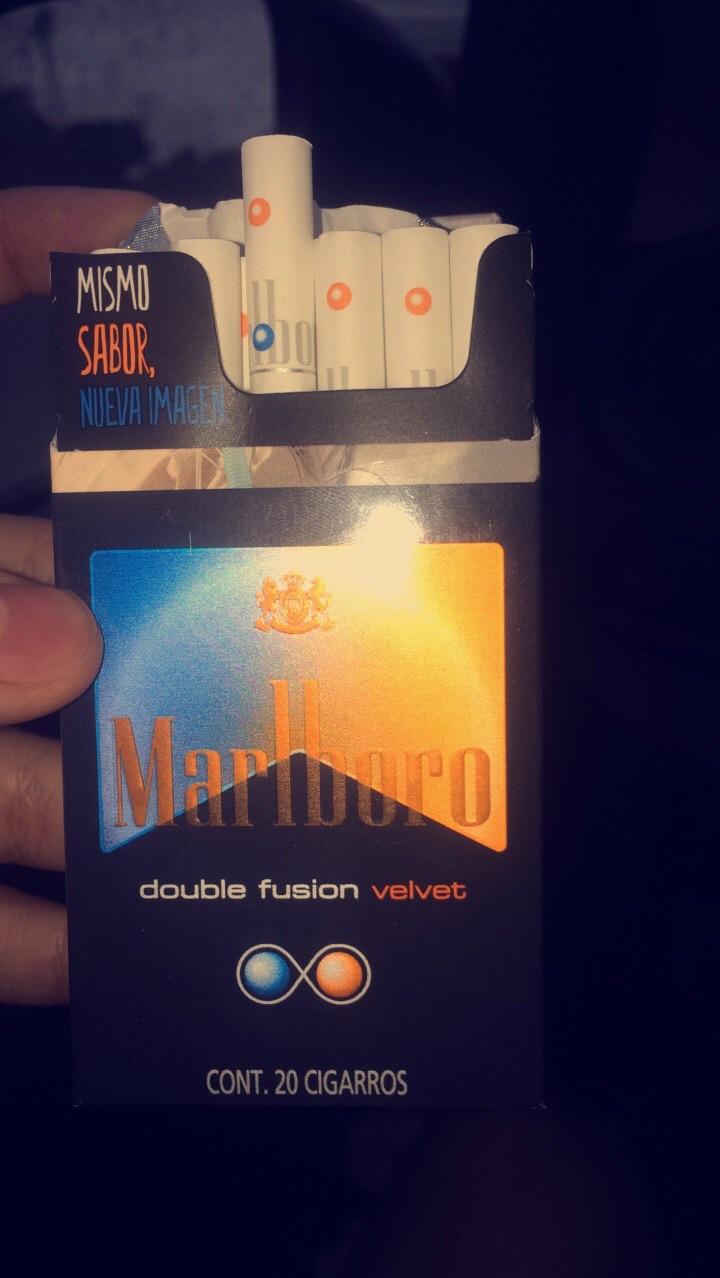 MISMO
SABOR,
NUEVA IMAGEN
Marlboro
double fusion velvet
CONT. 20 CIGARROS